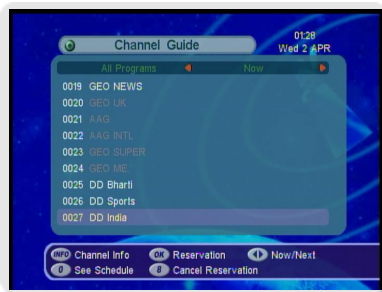 01:28
Channel Guide
Wed 2 APR
All Programs Now
0019 GEO NEWS
0020 GEO UK
0021 AAG
0022 AAG INTL
0023 GEO SUPER
0024 GEO ME.
0025 DD Bharti
0026 DD Sports
0027 DD India
INFO Channel Info OK Reservation Now/Next
0 See Schedule 8 Cancel Reservation